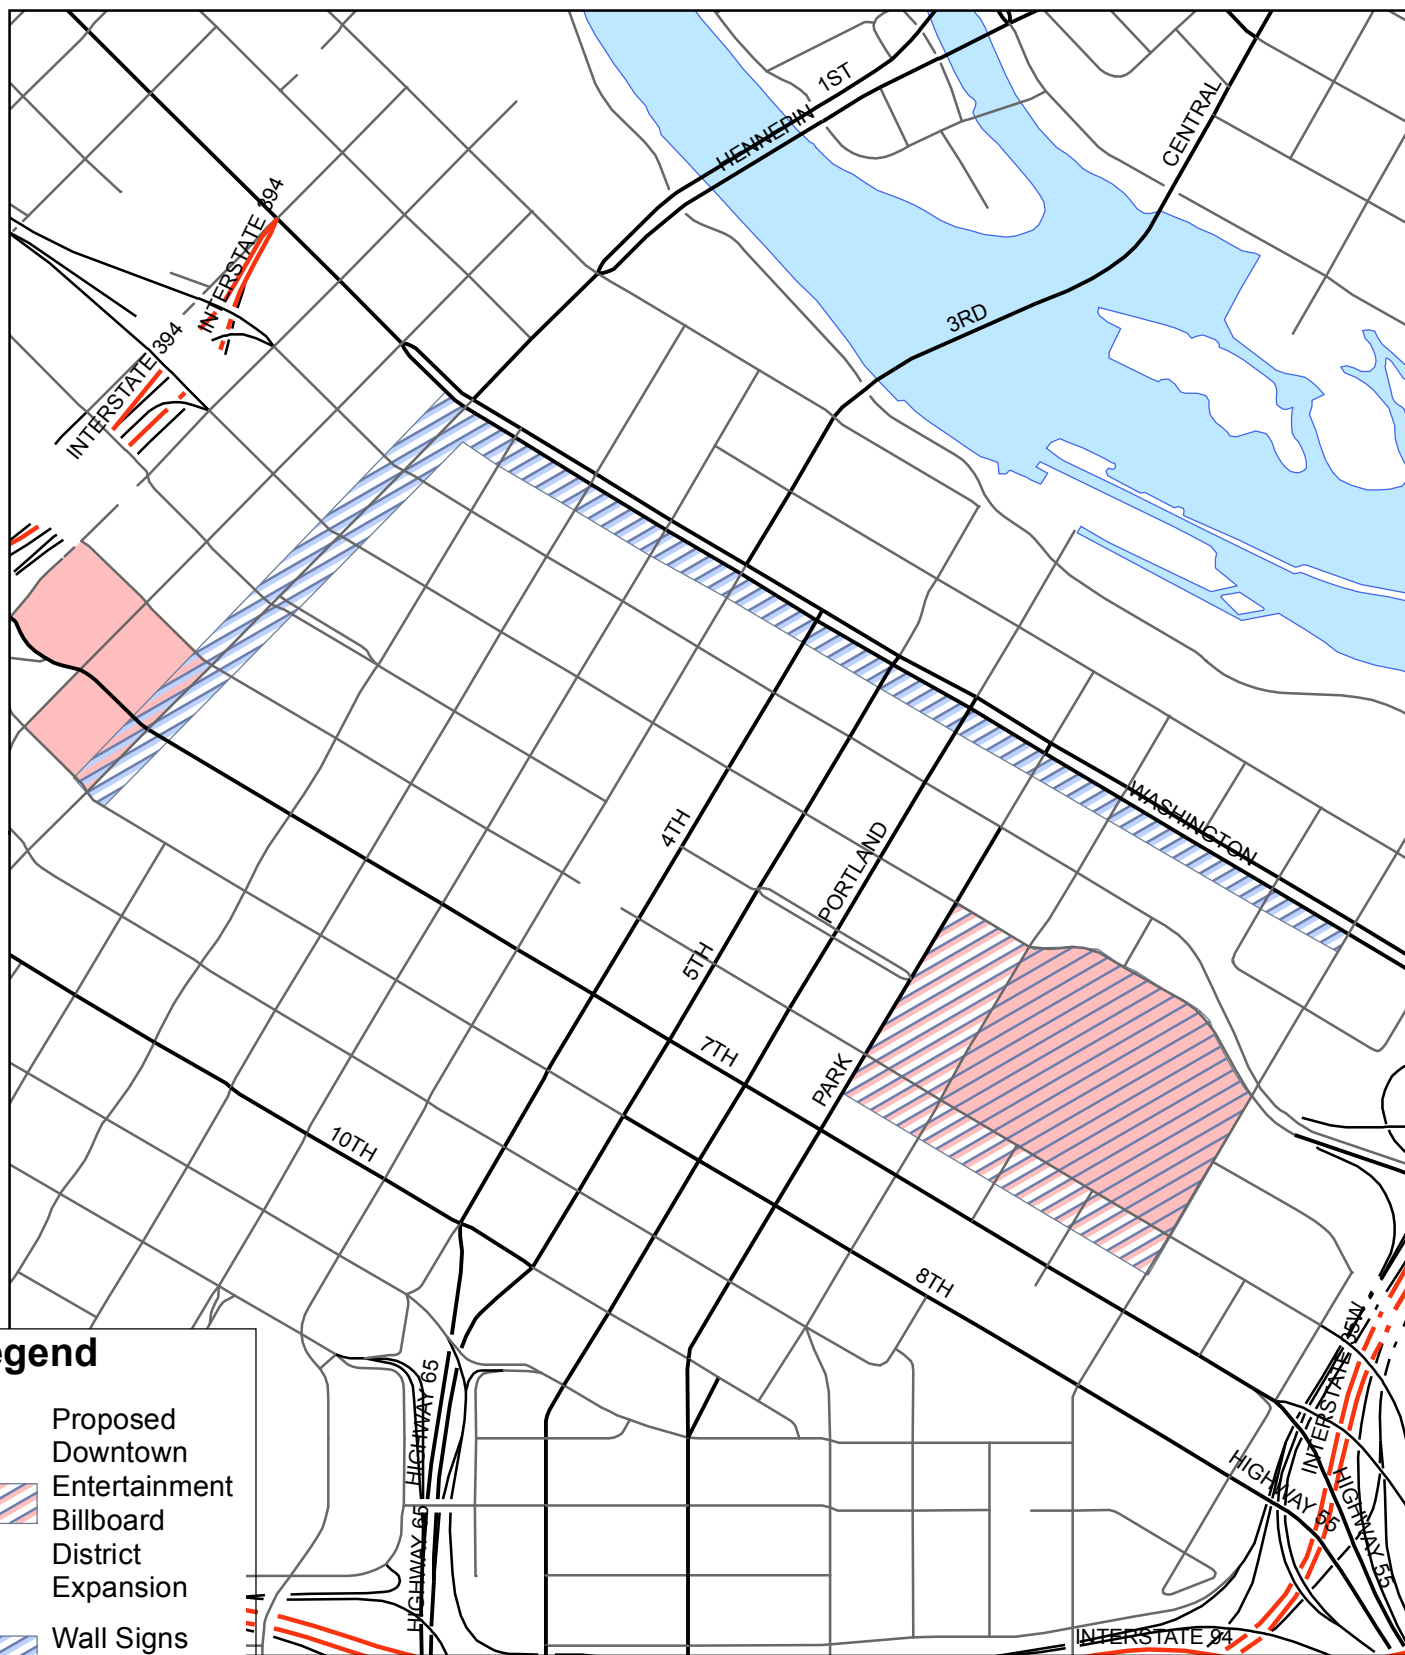 1ST
HENNEPIN
CENTRAL
INTERSTATE 394
INTERSTATE 394
3RD
WASHINGTON
4TH
PORTLAND
5TH
7TH
PARK
10TH
8TH
INTERSTATE 35W
HIGHWAY 65
HIGHWAY 65
HIGHWAY 55
HIGHWAY 55
INTERSTATE 94
egend
Proposed
Downtown
Entertainment
Billboard
District
Expansion
Wall Signs